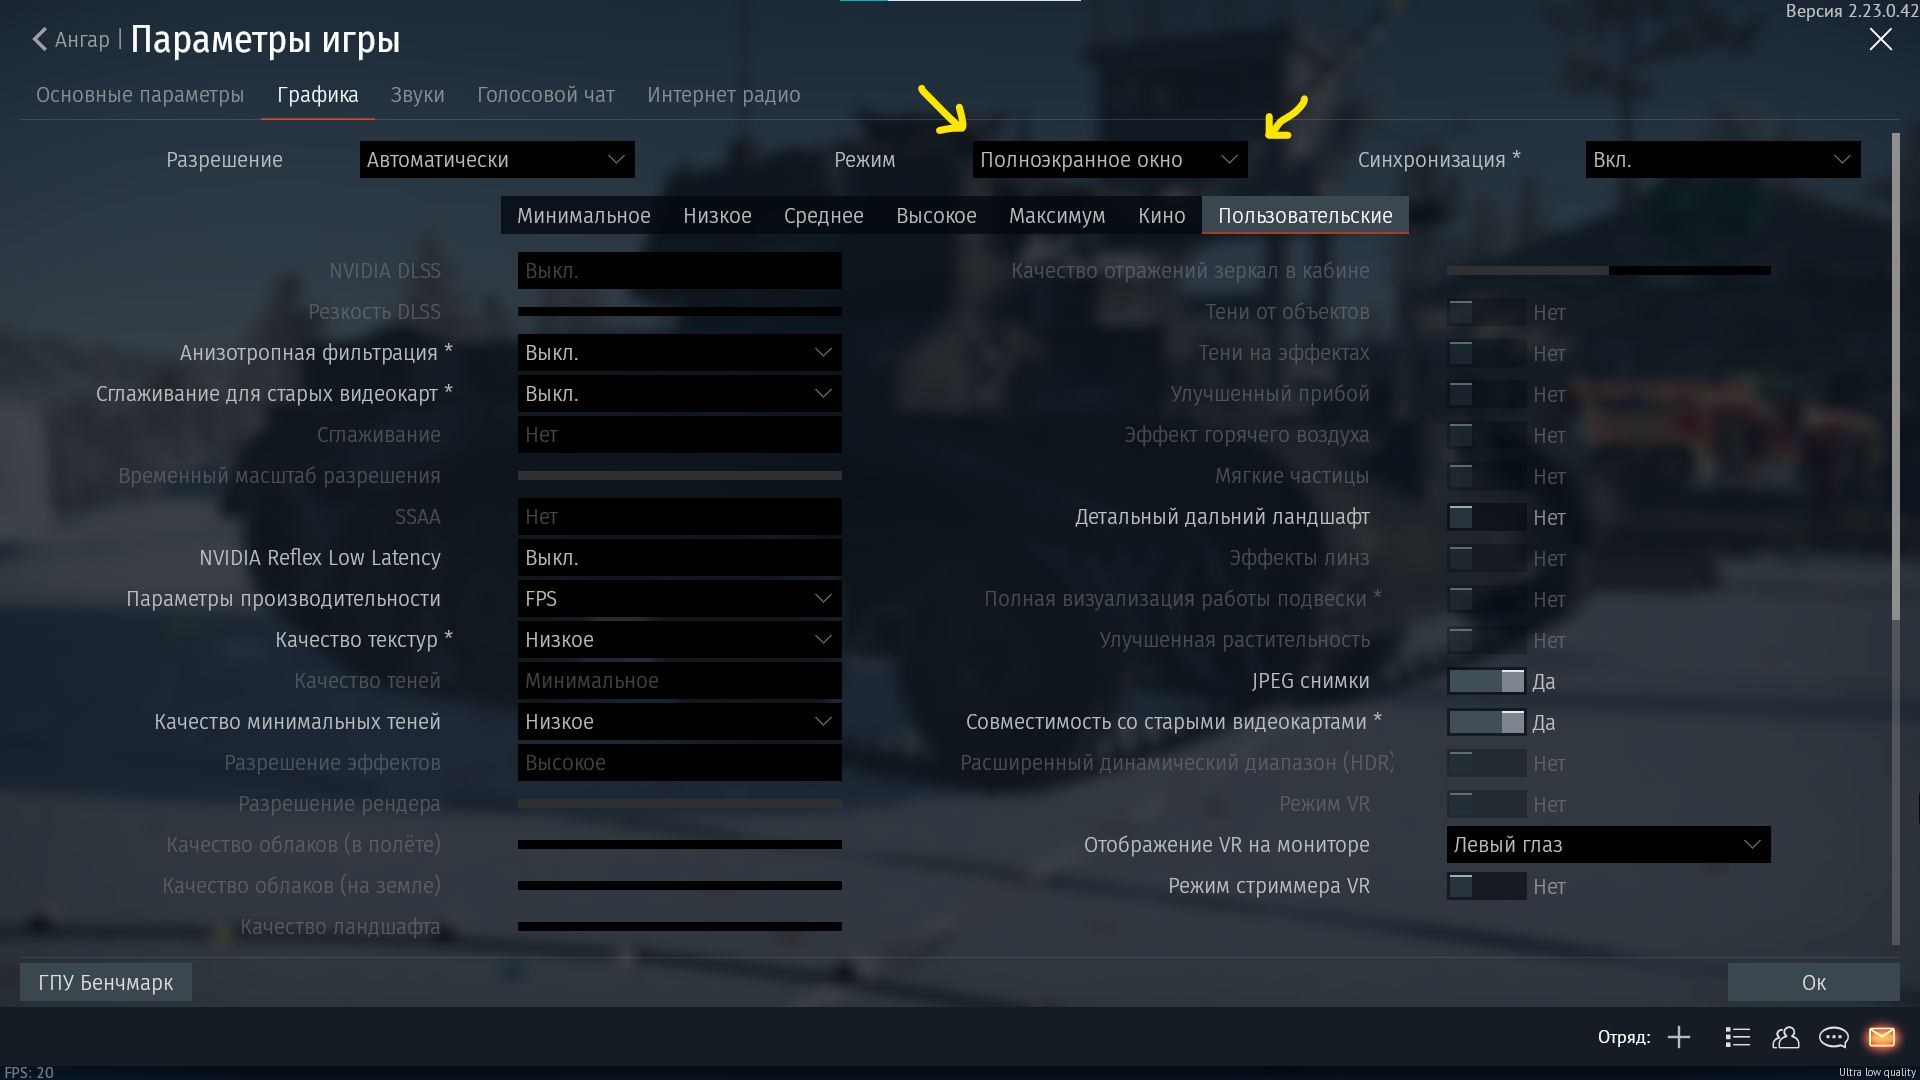 Версия 2.23.0.42
Ангар | Параметры игры
Основные параметры Графика Звуки Голосовой чат Интернет радио
Разрешение Автоматически Режим Полноэкранное окно Синхронизация * Вкл.
Минимальное Низкое Среднее Высокое Максимум Кино Пользовательские
NVIDIA DLSS Выкл. Качество отражений зеркал в кабине
Резкость DLSS Тени от объектов Нет
Анизотропная фильтрация * Выкл. Тени на эффектах Нет
Сглаживание для старых видеокарт * Выкл. Улучшенный прибой Нет
Сглаживание Нет Эффект горячего воздуха Нет
Временный масштаб разрешения Мягкие частицы Нет
SSAA Нет Детальный дальний ландшафт Нет
NVIDIA Reflex Low Latency Выкл. Эффекты линз Нет
Параметры производительности FPS Полная визуализация работы подвески * Нет
Качество текстур * Низкое Улучшенная растительность Нет
Качество теней Минимальное JPEG снимки Да
Качество минимальных теней Низкое Совместимость со старыми видеокартами * Да
Разрешение эффектов Высокое Расширенный динамический диапазон (HDR) Нет
Разрешение рендера Режим VR Нет
Качество облаков (в полёте) Отображение VR на мониторе Левый глаз
Качество облаков (на земле) Режим стриммера VR Нет
Качество ландшафта
ГПУ Бенчмарк Ок
Отряд:
FPS: 20 Ultra low quality